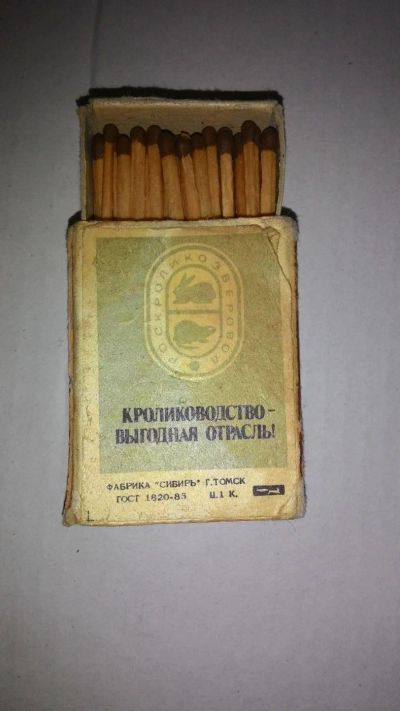 РОСКРОЛИКОЗВЕРОВОД
КРОЛИКОВОДСТВО -
ВЫГОДНАЯ ОТРАСЛЬ!
ФАБРИКА "СИБИРЬ" Г.ТОМСК
ГОСТ 1820-85 Ц.1 К.